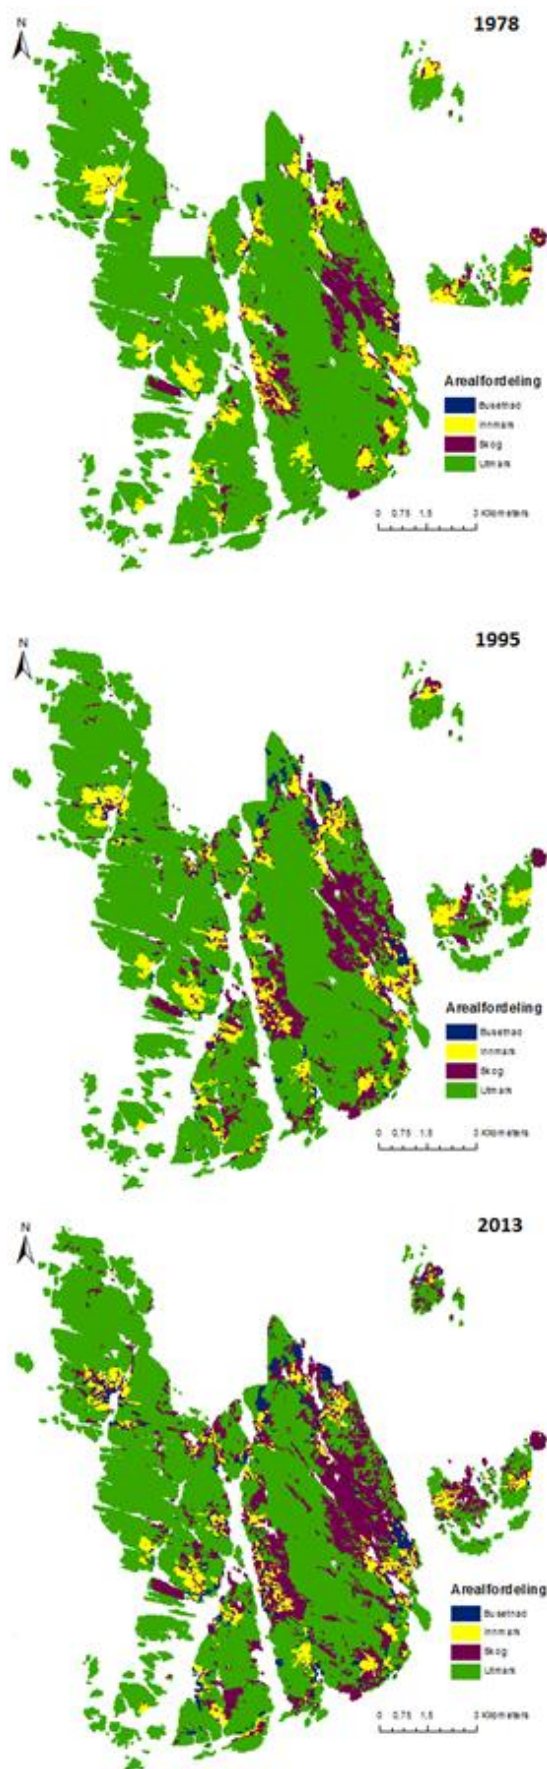 N
1978
Arealfordeling
Busetnad
Innmark
Skog
Utmark
0 0,75 1,5 3 Kilometers
N
1995
Arealfordeling
Busetnad
Innmark
Skog
Utmark
0 0,75 1,5 3 Kilometers
N
2013
Arealfordeling
Busetnad
Innmark
Skog
Utmark
0 0,75 1,5 3 Kilometers